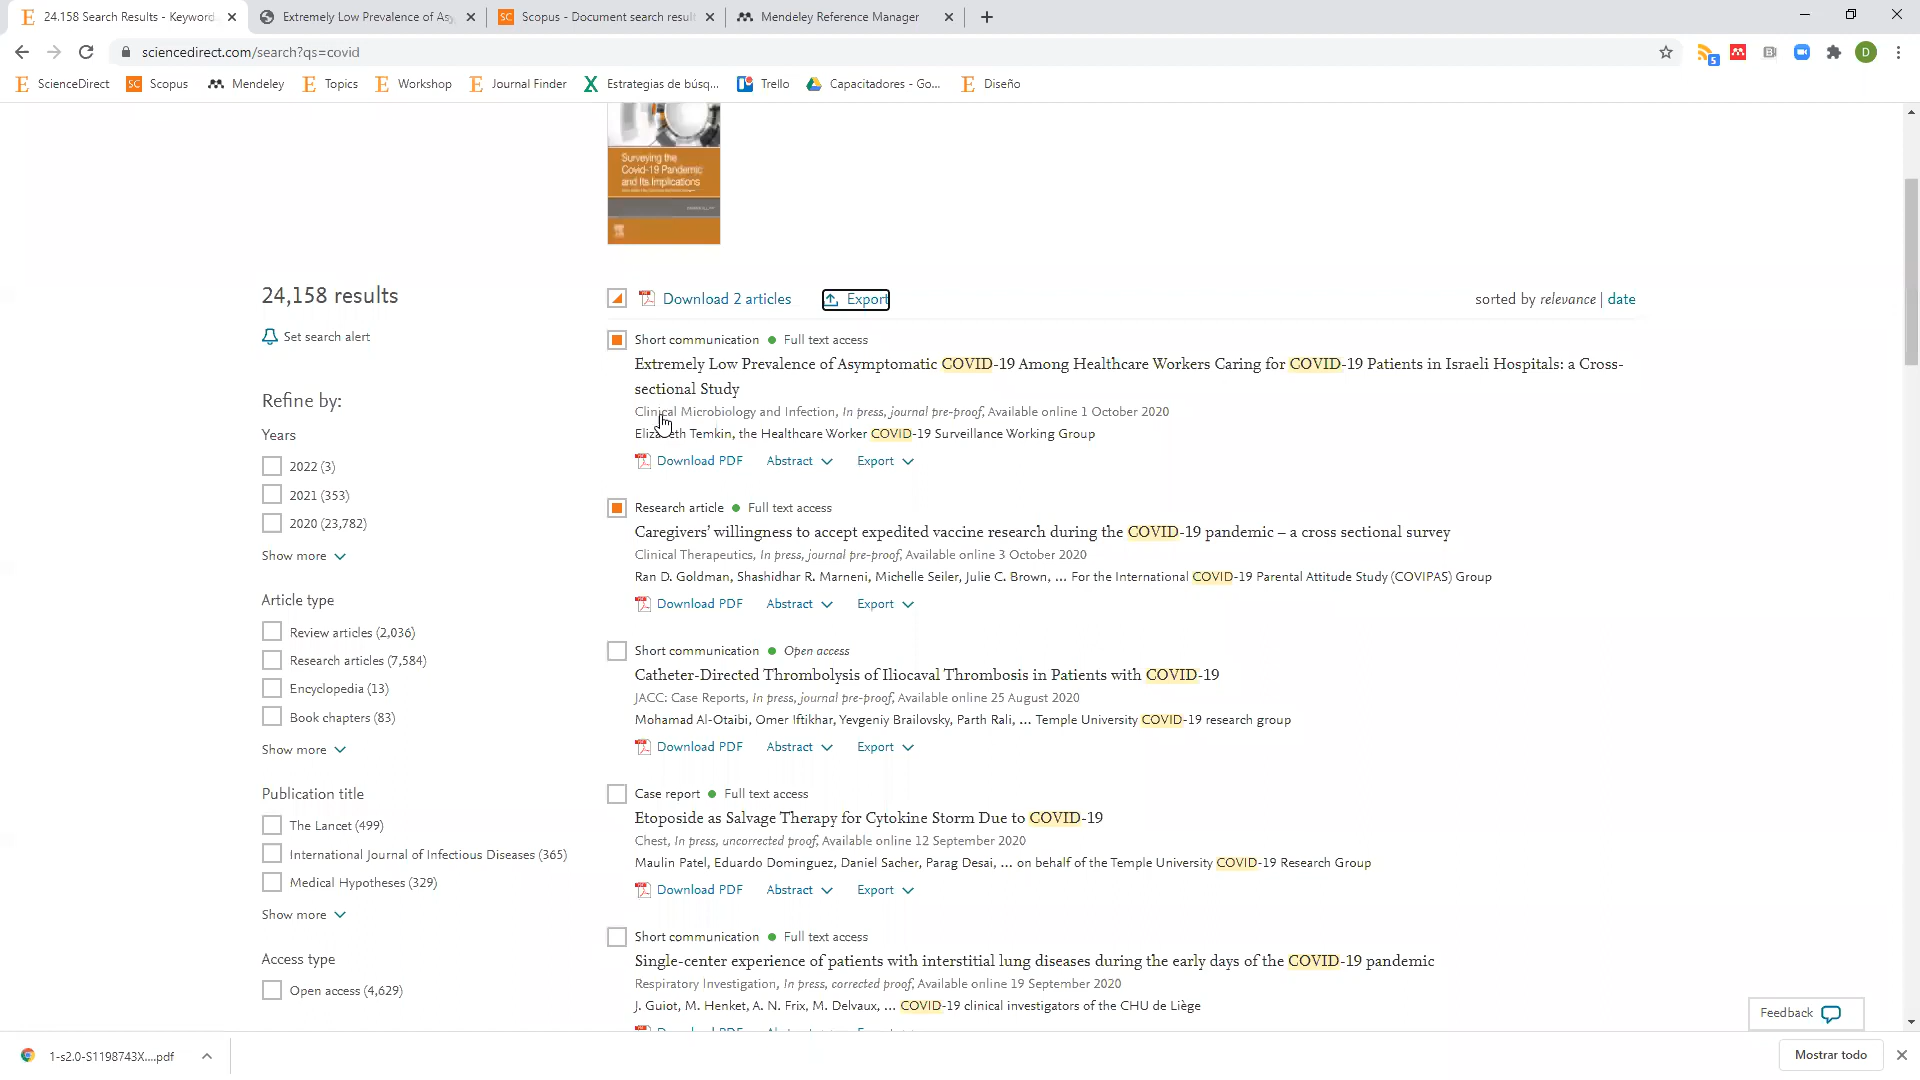 24.158 Search Results - Keyword
Extremely Low Prevalence of Asy
Scopus - Document search result
Mendeley Reference Manager
sciencedirect.com/search?qs=covid
ScienceDirect
Scopus
Mendeley
Topics
Workshop
Journal Finder
Estrategias de búsq...
Trello
Capacitadores - Go...
Diseño
Surveying the
Covid-19 Pandemic
and Its Implications
24,158 results
Download 2 articles
Export
sorted by relevance | date
Set search alert
Refine by:
Years
2022 (3)
2021 (353)
2020 (23,782)
Show more
Article type
Review articles (2,036)
Research articles (7,584)
Encyclopedia (13)
Book chapters (83)
Show more
Publication title
The Lancet (499)
International Journal of Infectious Diseases (365)
Medical Hypotheses (329)
Show more
Access type
Open access (4,629)
Short communication Full text access
Extremely Low Prevalence of Asymptomatic COVID-19 Among Healthcare Workers Caring for COVID-19 Patients in Israeli Hospitals: a Cross-
sectional Study
Clinical Microbiology and Infection, In press, journal pre-proof, Available online 1 October 2020
Elizabeth Temkin, the Healthcare Worker COVID-19 Surveillance Working Group
Download PDF Abstract Export
Research article Full text access
Caregivers' willingness to accept expedited vaccine research during the COVID-19 pandemic – a cross sectional survey
Clinical Therapeutics, In press, journal pre-proof, Available online 3 October 2020
Ran D. Goldman, Shashidhar R. Marneni, Michelle Seiler, Julie C. Brown, ... For the International COVID-19 Parental Attitude Study (COVIPAS) Group
Download PDF Abstract Export
Short communication Open access
Catheter-Directed Thrombolysis of Iliocaval Thrombosis in Patients with COVID-19
JACC: Case Reports, In press, journal pre-proof, Available online 25 August 2020
Mohamad Al-Otaibi, Omer Iftikhar, Yevgeniy Brailovsky, Parth Rali, ... Temple University COVID-19 research group
Download PDF Abstract Export
Case report Full text access
Etoposide as Salvage Therapy for Cytokine Storm Due to COVID-19
Chest, In press, uncorrected proof, Available online 12 September 2020
Maulin Patel, Eduardo Dominguez, Daniel Sacher, Parag Desai, ... on behalf of the Temple University COVID-19 Research Group
Download PDF Abstract Export
Short communication Full text access
Single-center experience of patients with interstitial lung diseases during the early days of the COVID-19 pandemic
Respiratory Investigation, In press, corrected proof, Available online 19 September 2020
J. Guiot, M. Henket, A. N. Frix, M. Delvaux, ... COVID-19 clinical investigators of the CHU de Liège
Feedback
1-s2.0-S1198743X....pdf
Mostrar todo